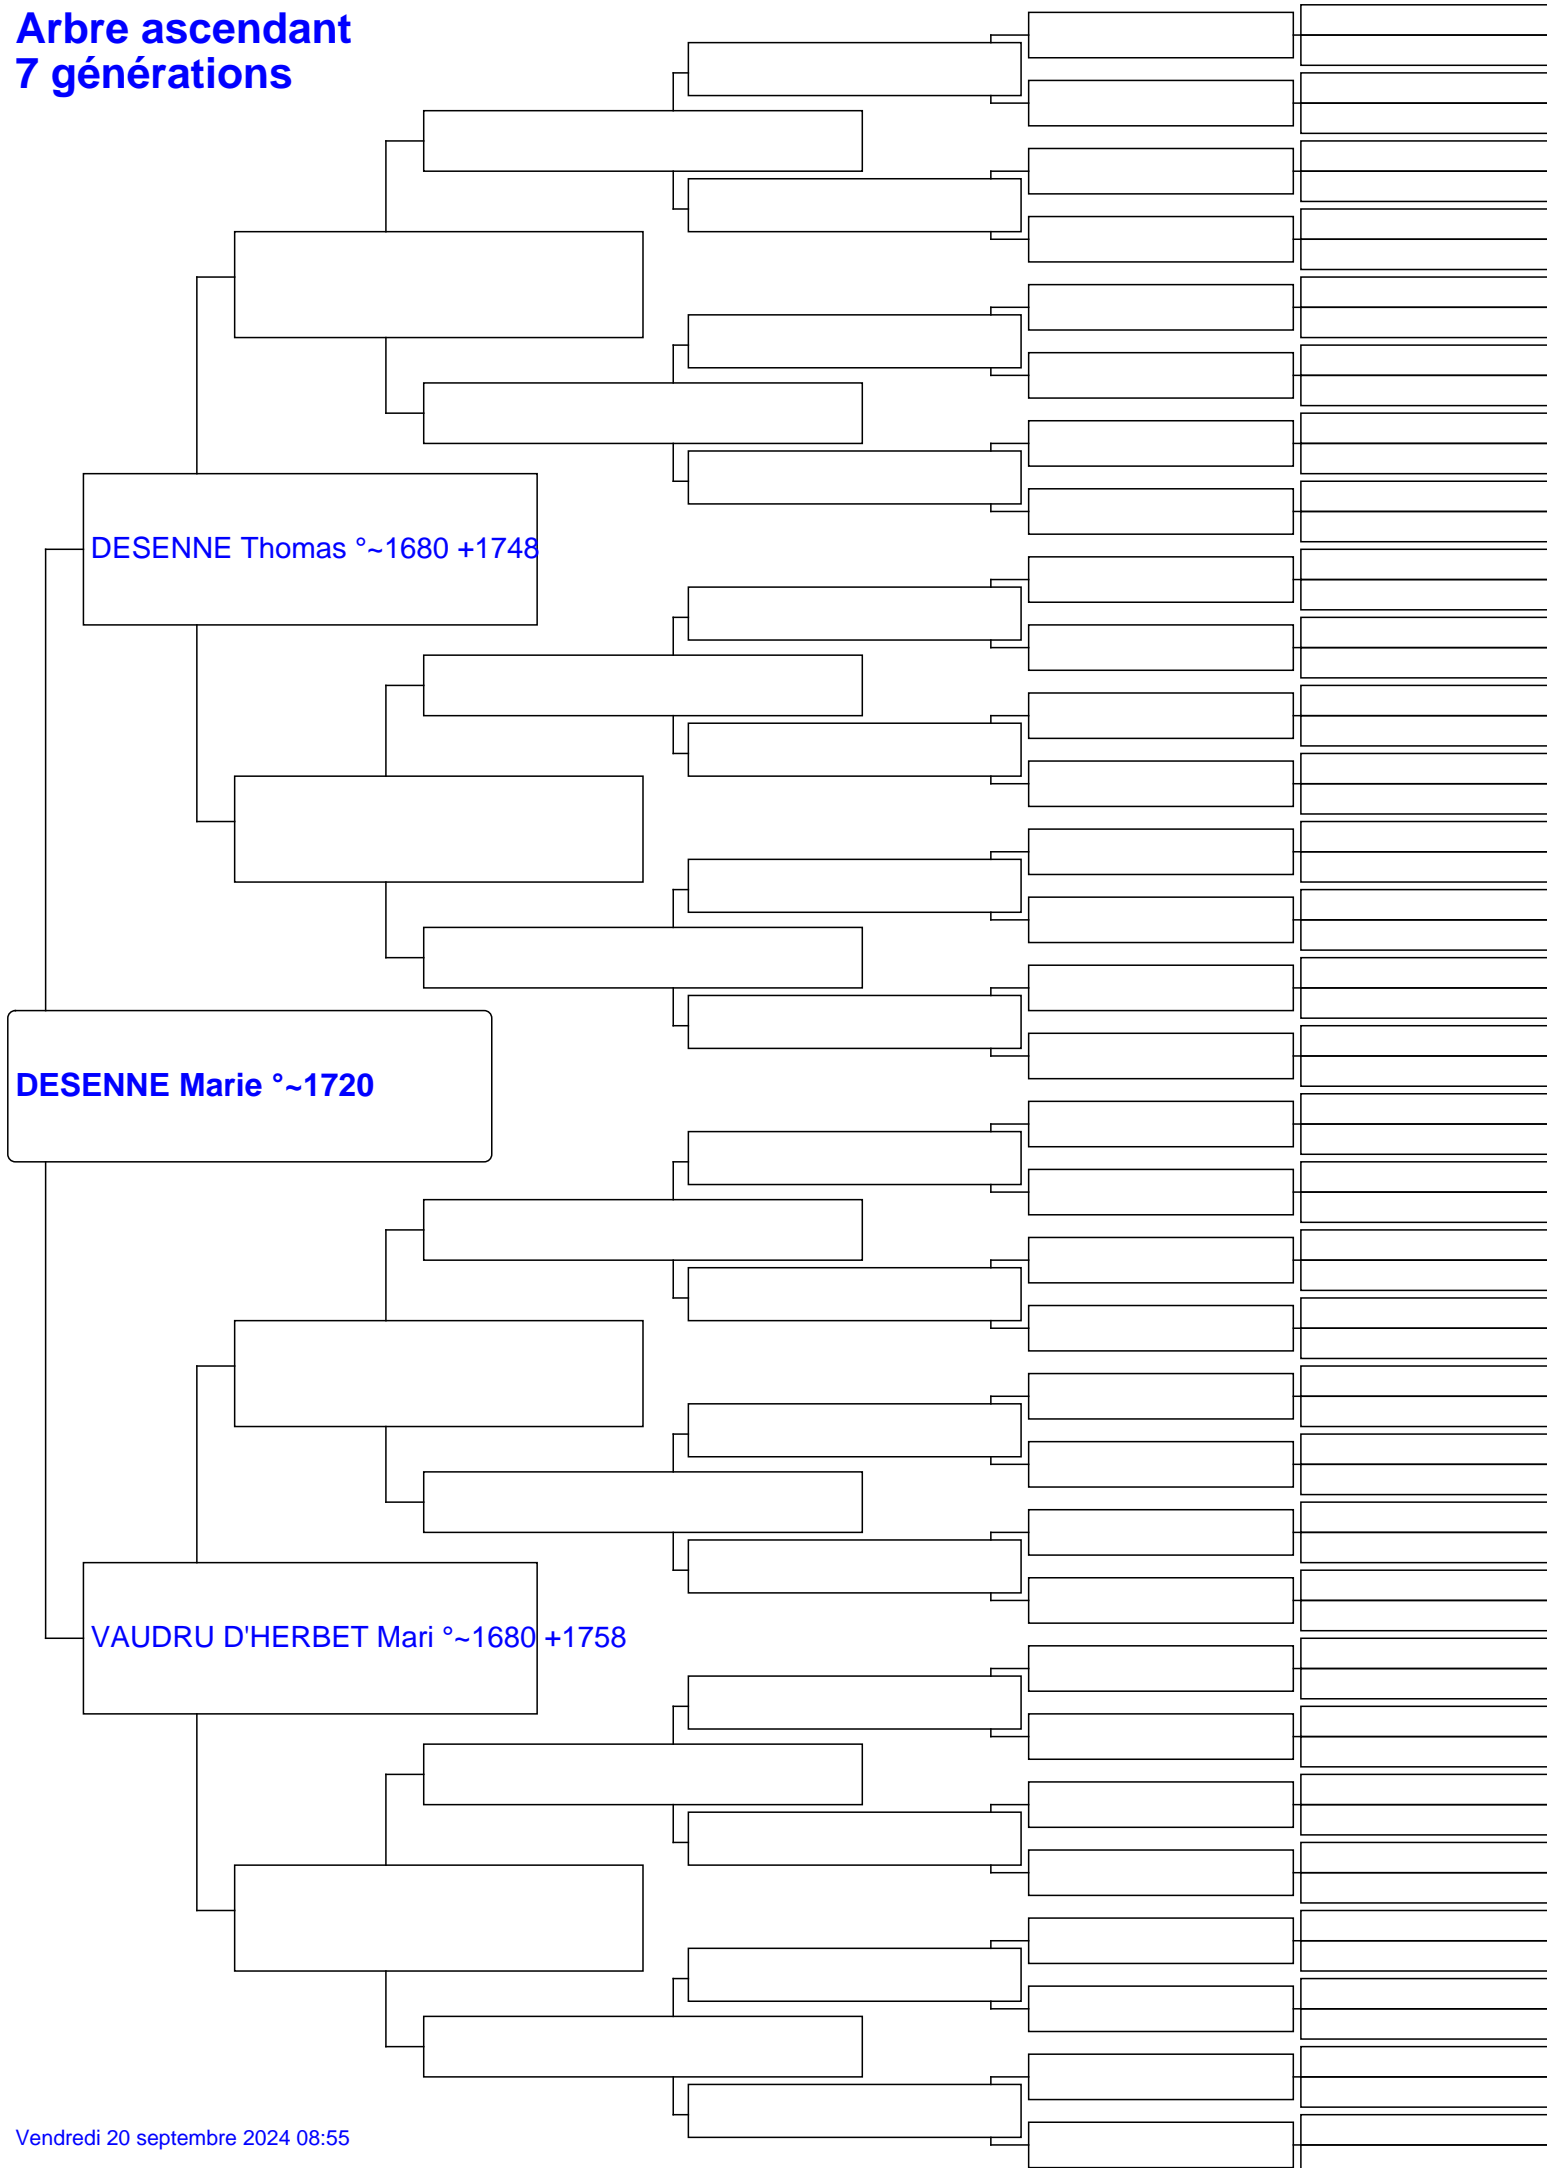 Arbre ascendant
7 générations
DESENNE Thomas °~1680 +1748
DESENNE Marie °~1720
VAUDRU D'HERBET Mari °~1680 +1758
Vendredi 20 septembre 2024 08:55